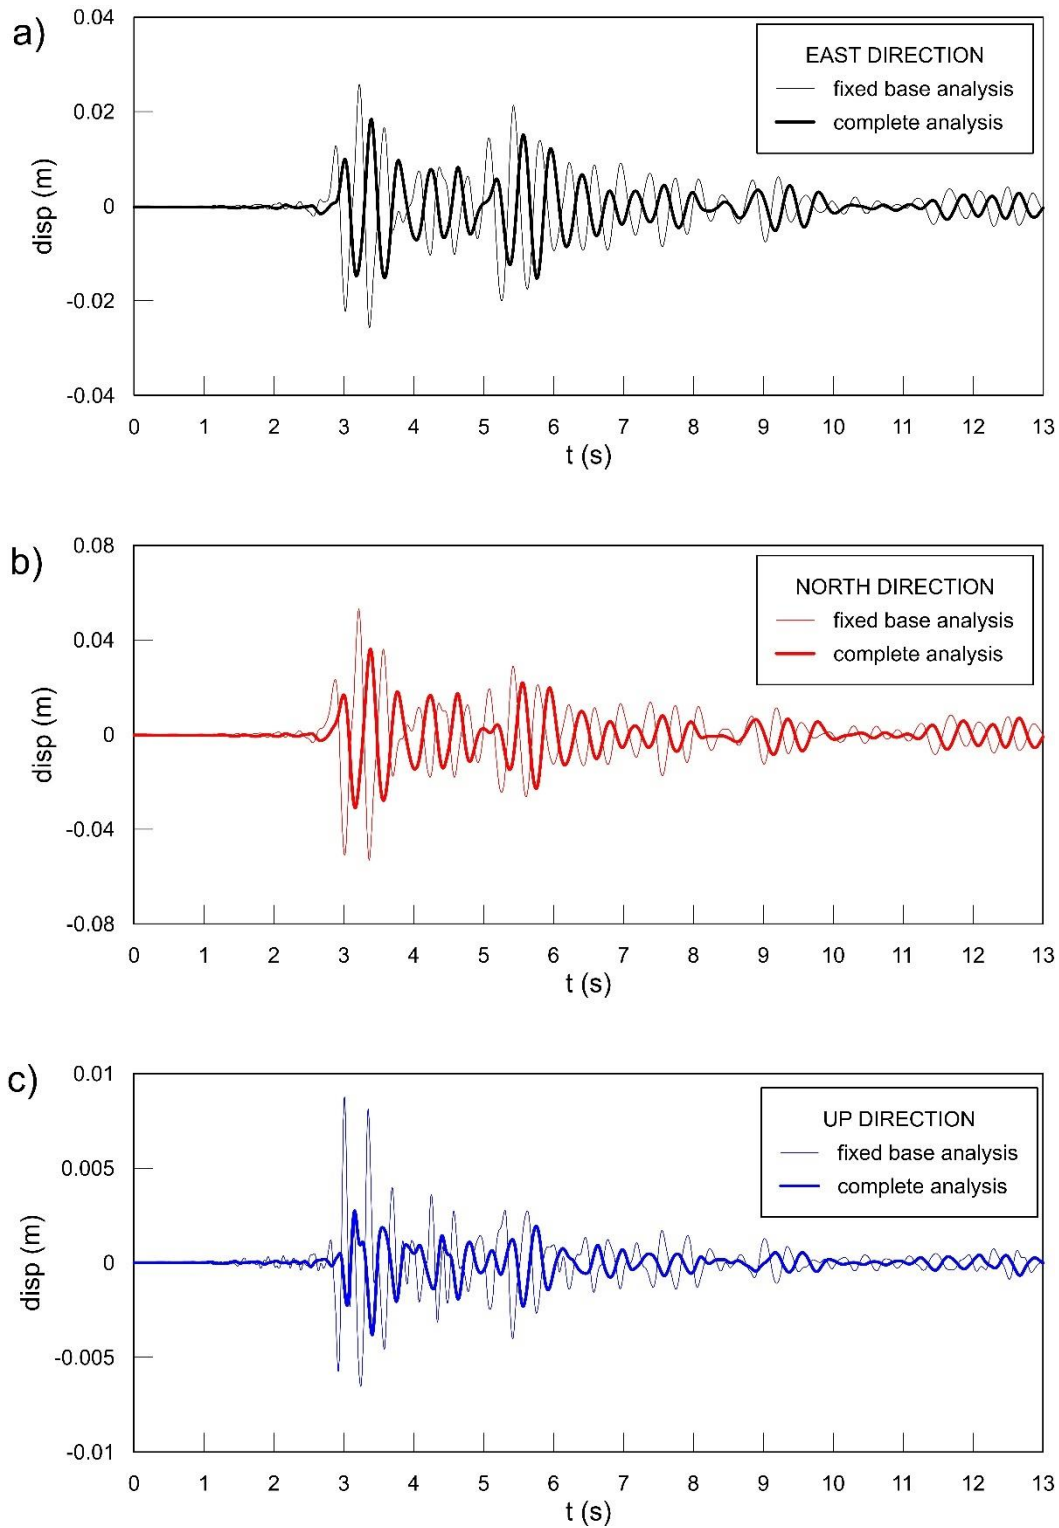 a)
0.04
0.02
0
-0.02
-0.04
disp (m)
EAST DIRECTION
fixed base analysis
complete analysis
0 1 2 3 4 5 6 7 8 9 10 11 12 13
t (s)
b)
0.08
0.04
0
-0.04
-0.08
disp (m)
NORTH DIRECTION
fixed base analysis
complete analysis
0 1 2 3 4 5 6 7 8 9 10 11 12 13
t (s)
c)
0.01
0.005
0
-0.005
-0.01
disp (m)
UP DIRECTION
fixed base analysis
complete analysis
0 1 2 3 4 5 6 7 8 9 10 11 12 13
t (s)